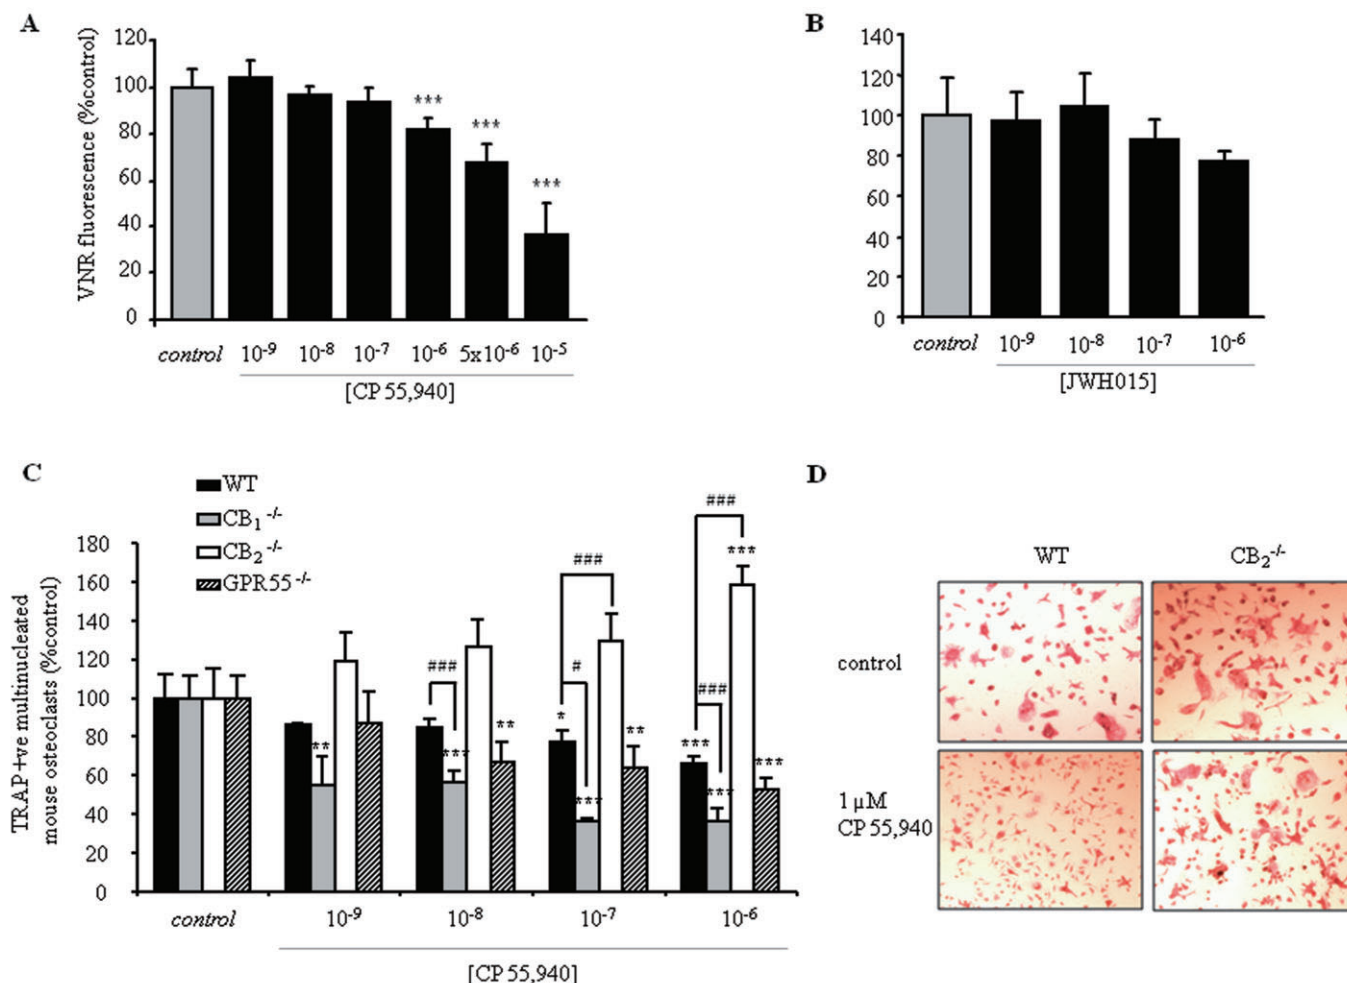 A
VNR fluorescence (%control)
120
100
80
60
40
20
0
***
***
***
control 10-9 10-8 10-7 10-6 5x10-6 10-5
[CP 55,940]
B
140
120
100
80
60
40
20
0
control 10-9 10-8 10-7 10-6
[JWH015]
C
WT
CB1 -/-
CB2 -/-
GPR55 -/-
TRAP+ve multinucleated
mouse osteoclasts (%control)
180
160
140
120
100
80
60
40
20
0
**
###
***
**
###
#
*
***
**
###
***
###
***
***
***
control 10-9 10-8 10-7 10-6
[CP 55,940]
D
WT CB2-/-
control
1 µM
CP 55,940